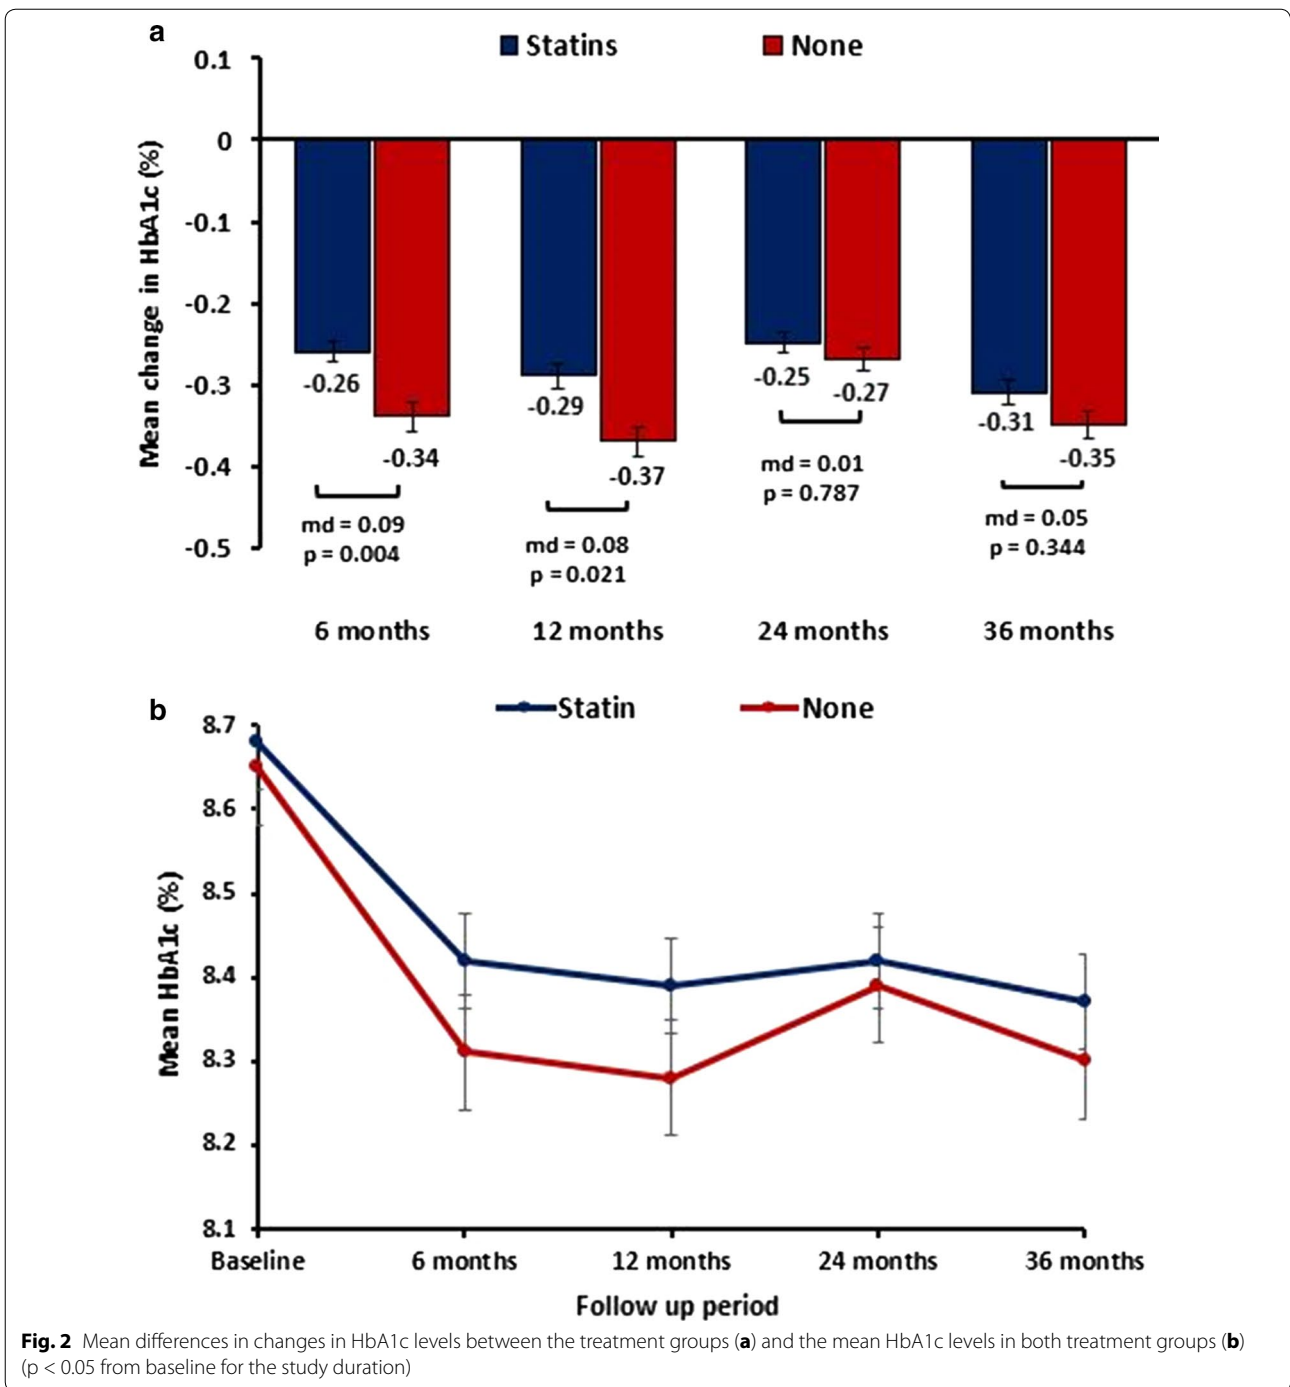 a
Statins None
0.1
0
-0.1
-0.2
-0.3
-0.4
-0.5
Mean change in HbA1c (%)
-0.26
-0.34
-0.29
-0.37
-0.25
-0.27
-0.31
-0.35
md = 0.09
p = 0.004
md = 0.08
p = 0.021
md = 0.01
p = 0.787
md = 0.05
p = 0.344
6 months 12 months 24 months 36 months
b
Statin None
8.7
8.6
8.5
8.4
8.3
8.2
8.1
Mean HbA1c (%)
Baseline 6 months 12 months 24 months 36 months
Follow up period
Fig. 2 Mean differences in changes in HbA1c levels between the treatment groups (a) and the mean HbA1c levels in both treatment groups (b)
(p < 0.05 from baseline for the study duration)